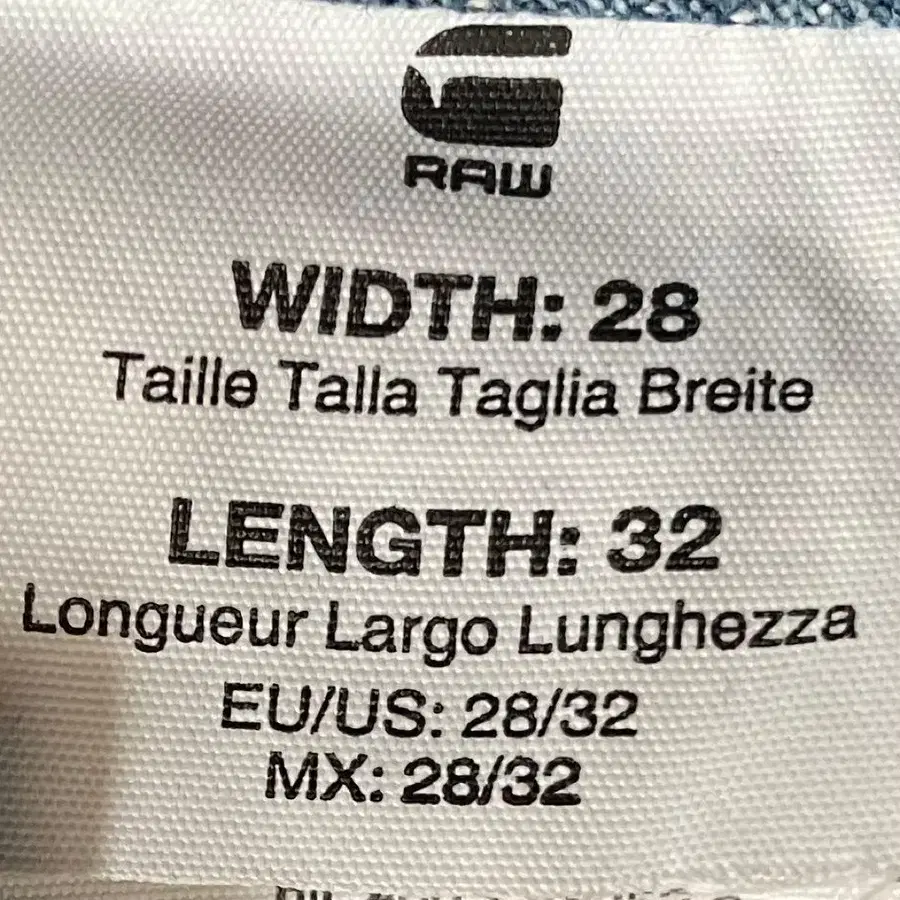 RAW
WIDTH: 28
Taille Talla Taglia Breite
LENGTH: 32
Longueur Largo Lunghezza
EU/US: 28/32
MX: 28/32